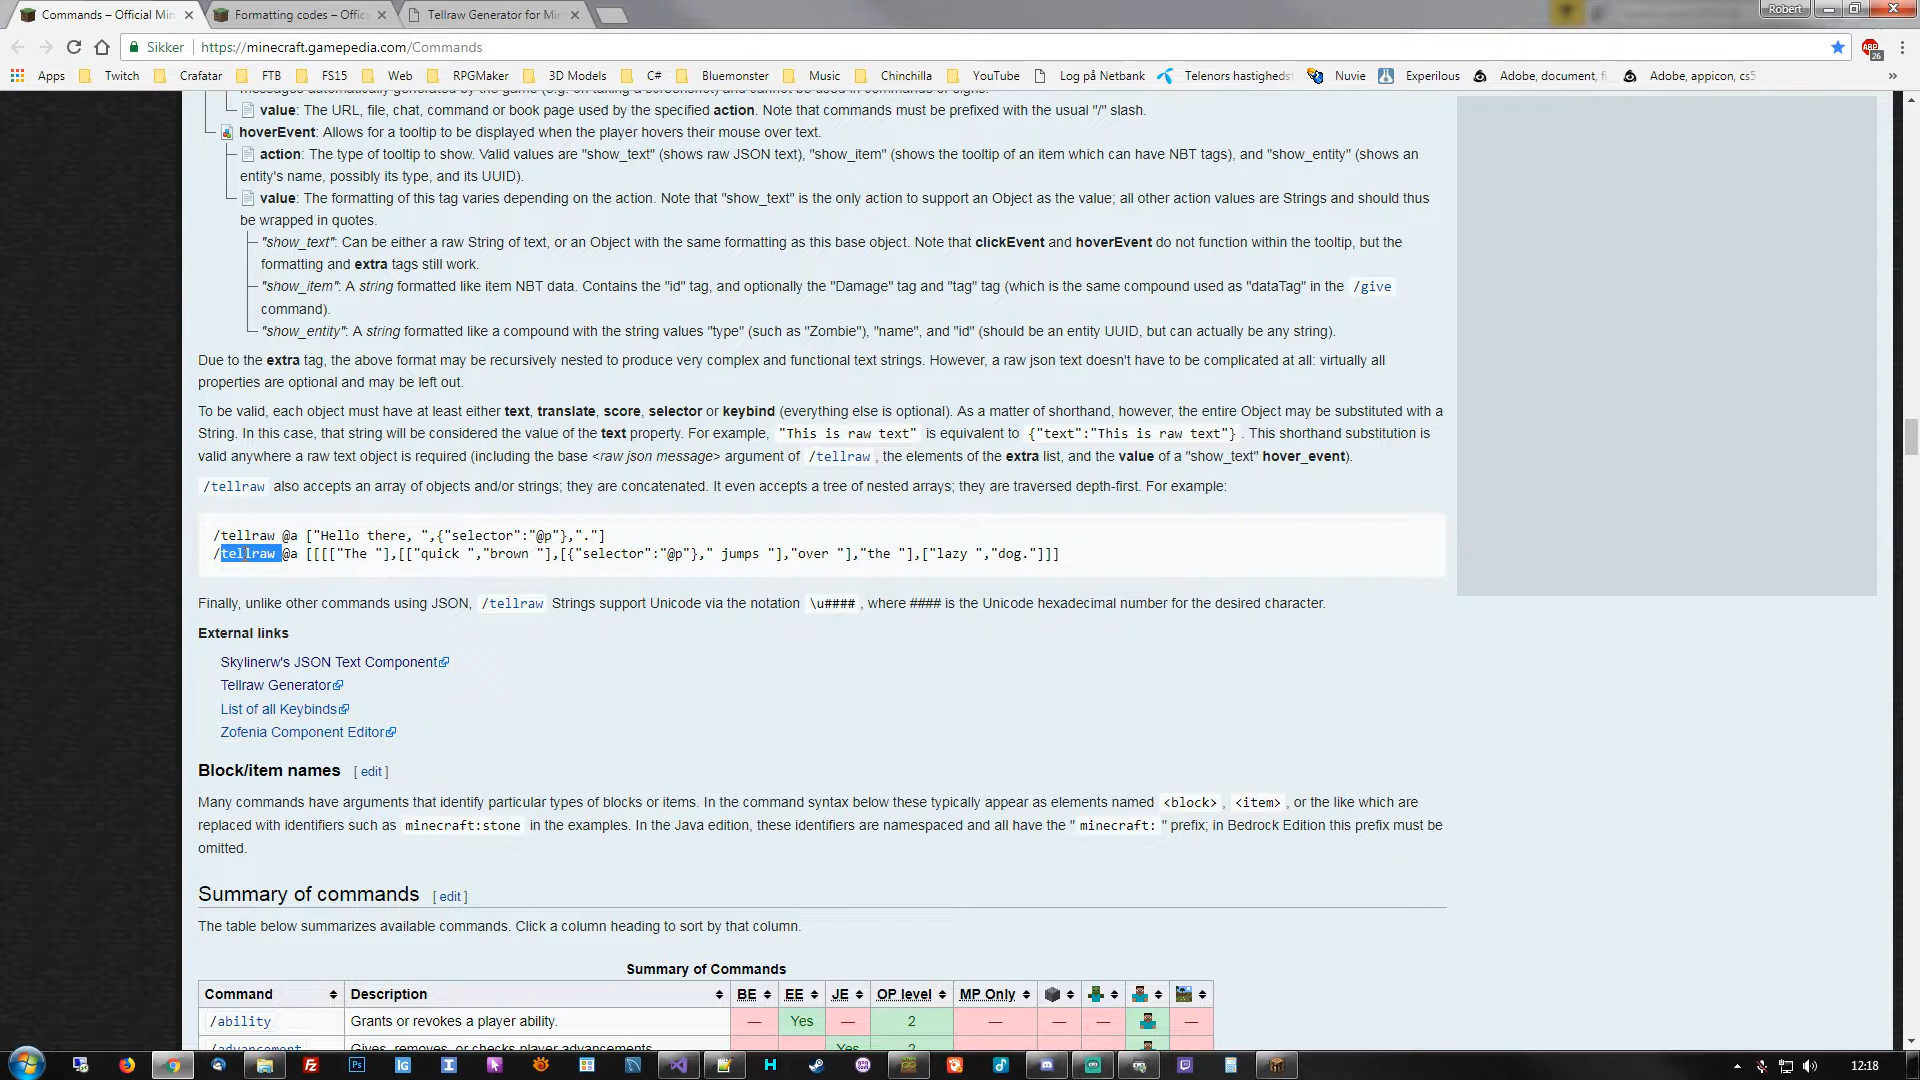 Commands – Official Min
Formatting codes – Offic
Tellraw Generator for Min
Robert
Sikker
https://minecraft.gamepedia.com/Commands
26
Apps
Twitch
Crafatar
FTB
FS15
Web
RPGMaker
3D Models
C#
Bluemonster
Music
Chinchilla
YouTube
Log på Netbank
Telenors hastigheds
Nuvie
Experilous
Adobe, document, f
Adobe, appicon, cs5
»
value: The URL, file, chat, command or book page used by the specified action. Note that commands must be prefixed with the usual "/" slash.
hoverEvent: Allows for a tooltip to be displayed when the player hovers their mouse over text.
action: The type of tooltip to show. Valid values are "show_text" (shows raw JSON text), "show_item" (shows the tooltip of an item which can have NBT tags), and "show_entity" (shows an
entity's name, possibly its type, and its UUID).
value: The formatting of this tag varies depending on the action. Note that "show_text" is the only action to support an Object as the value; all other action values are Strings and should thus
be wrapped in quotes.
"show_text": Can be either a raw String of text, or an Object with the same formatting as this base object. Note that clickEvent and hoverEvent do not function within the tooltip, but the
formatting and extra tags still work.
"show_item": A string formatted like item NBT data. Contains the "id" tag, and optionally the "Damage" tag and "tag" tag (which is the same compound used as "dataTag" in the /give
command).
"show_entity": A string formatted like a compound with the string values "type" (such as "Zombie"), "name", and "id" (should be an entity UUID, but can actually be any string).
Due to the extra tag, the above format may be recursively nested to produce very complex and functional text strings. However, a raw json text doesn't have to be complicated at all: virtually all
properties are optional and may be left out.
To be valid, each object must have at least either text, translate, score, selector or keybind (everything else is optional). As a matter of shorthand, however, the entire Object may be substituted with a
String. In this case, that string will be considered the value of the text property. For example, "This is raw text" is equivalent to {"text":"This is raw text"}. This shorthand substitution is
valid anywhere a raw text object is required (including the base <raw json message> argument of /tellraw, the elements of the extra list, and the value of a "show_text" hover_event).
/tellraw also accepts an array of objects and/or strings; they are concatenated. It even accepts a tree of nested arrays; they are traversed depth-first. For example:
/tellraw @a ["Hello there, ",{"selector":"@p"},"."]
/tellraw @a [[[["The "],[["quick ","brown "],[{"selector":"@p"}," jumps "],"over "],"the "],["lazy ","dog."]]]
Finally, unlike other commands using JSON, /tellraw Strings support Unicode via the notation \u####, where #### is the Unicode hexadecimal number for the desired character.
External links
Skylinerw's JSON Text Component
Tellraw Generator
List of all Keybinds
Zofenia Component Editor
Block/item names [ edit ]
Many commands have arguments that identify particular types of blocks or items. In the command syntax below these typically appear as elements named <block>, <item>, or the like which are
replaced with identifiers such as minecraft:stone in the examples. In the Java edition, these identifiers are namespaced and all have the " minecraft: " prefix; in Bedrock Edition this prefix must be
omitted.
Summary of commands [ edit ]
The table below summarizes available commands. Click a column heading to sort by that column.
Summary of Commands
Command Description BE EE JE OP level MP Only
/ability Grants or revokes a player ability. — Yes — 2 — — — —
/advancement Gives, removes, or checks player advancements. Yes 2
12:18